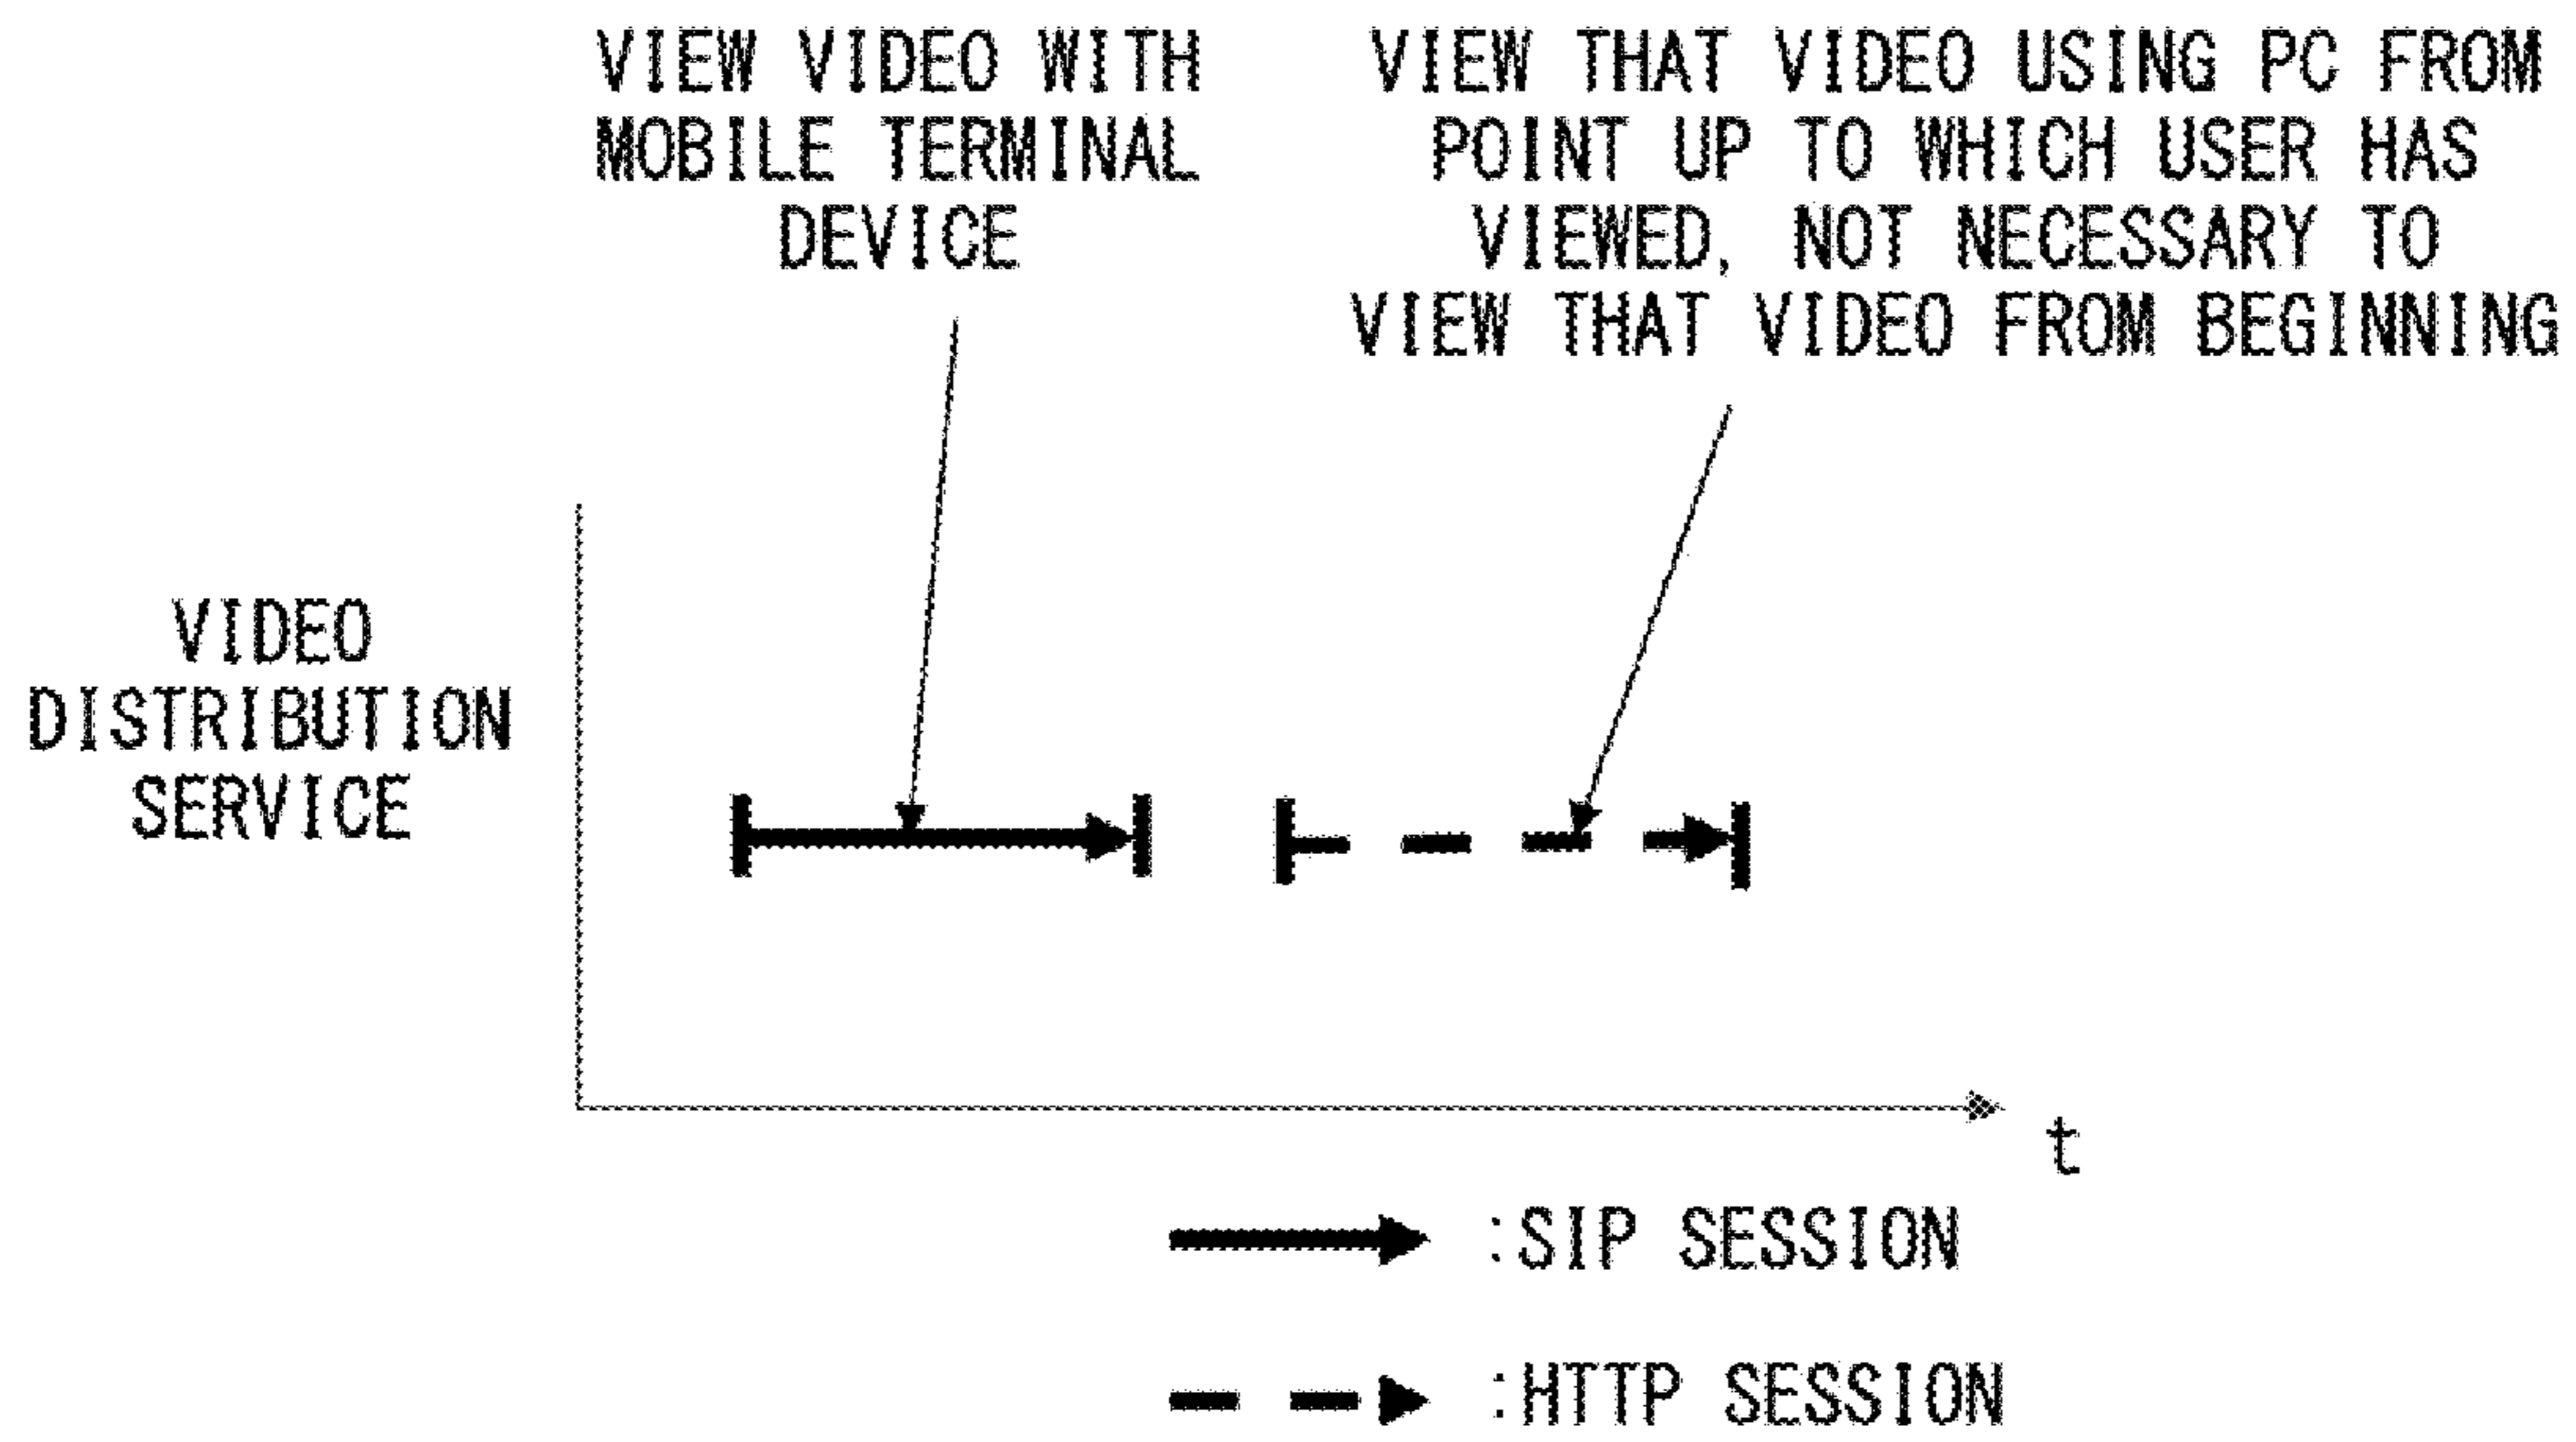 VIEW VIDEO WITH
MOBILE TERMINAL
DEVICE
VIEW THAT VIDEO USING PC FROM
POINT UP TO WHICH USER HAS
VIEWED, NOT NECESSARY TO
VIEW THAT VIDEO FROM BEGINNING
VIDEO
DISTRIBUTION
SERVICE
t
:SIP SESSION
:HTTP SESSION